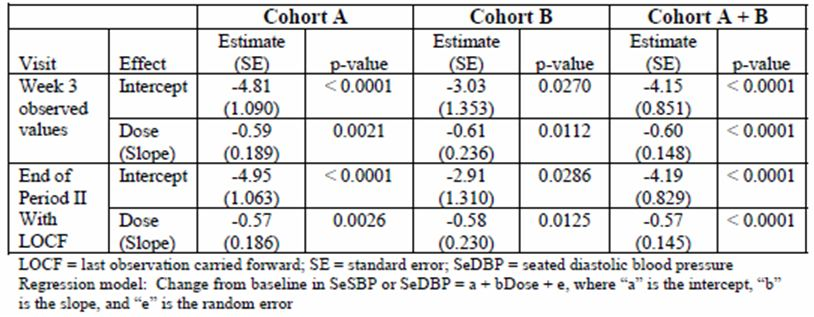 Cohort A Cohort B Cohort A + B
Visit Effect Estimate (SE) p-value Estimate (SE) p-value Estimate (SE) p-value
Week 3 observed values Intercept -4.81 (1.090) < 0.0001 -3.03 (1.353) 0.0270 -4.15 (0.851) < 0.0001
Dose (Slope) -0.59 (0.189) 0.0021 -0.61 (0.236) 0.0112 -0.60 (0.148) < 0.0001
End of Period II With LOCF Intercept -4.95 (1.063) < 0.0001 -2.91 (1.310) 0.0286 -4.19 (0.829) < 0.0001
Dose (Slope) -0.57 (0.186) 0.0026 -0.58 (0.230) 0.0125 -0.57 (0.145) < 0.0001
LOCF = last observation carried forward; SE = standard error; SeDBP = seated diastolic blood pressure
Regression model: Change from baseline in SeSBP or SeDBP = a + bDose + e, where “a” is the intercept, “b”
is the slope, and “e” is the random error